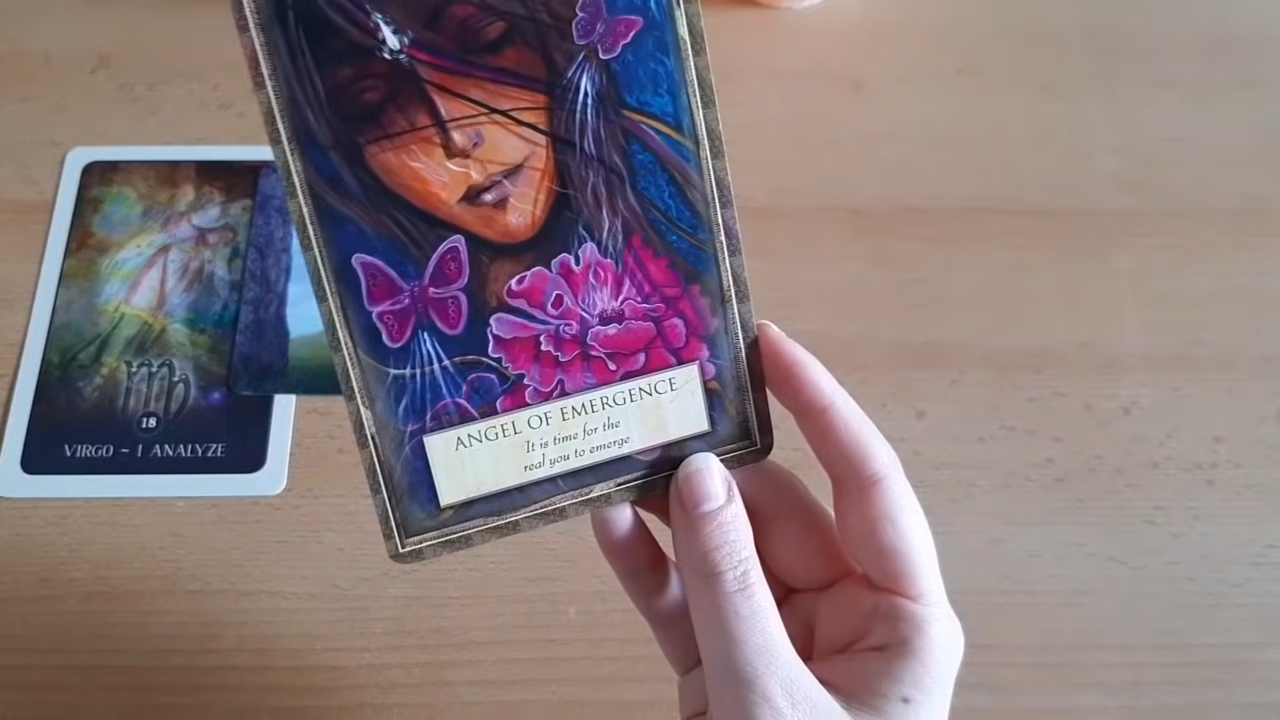 18
VIRGO ~ I ANALYZE
ANGEL OF EMERGENCE
It is time for the
real you to emerge